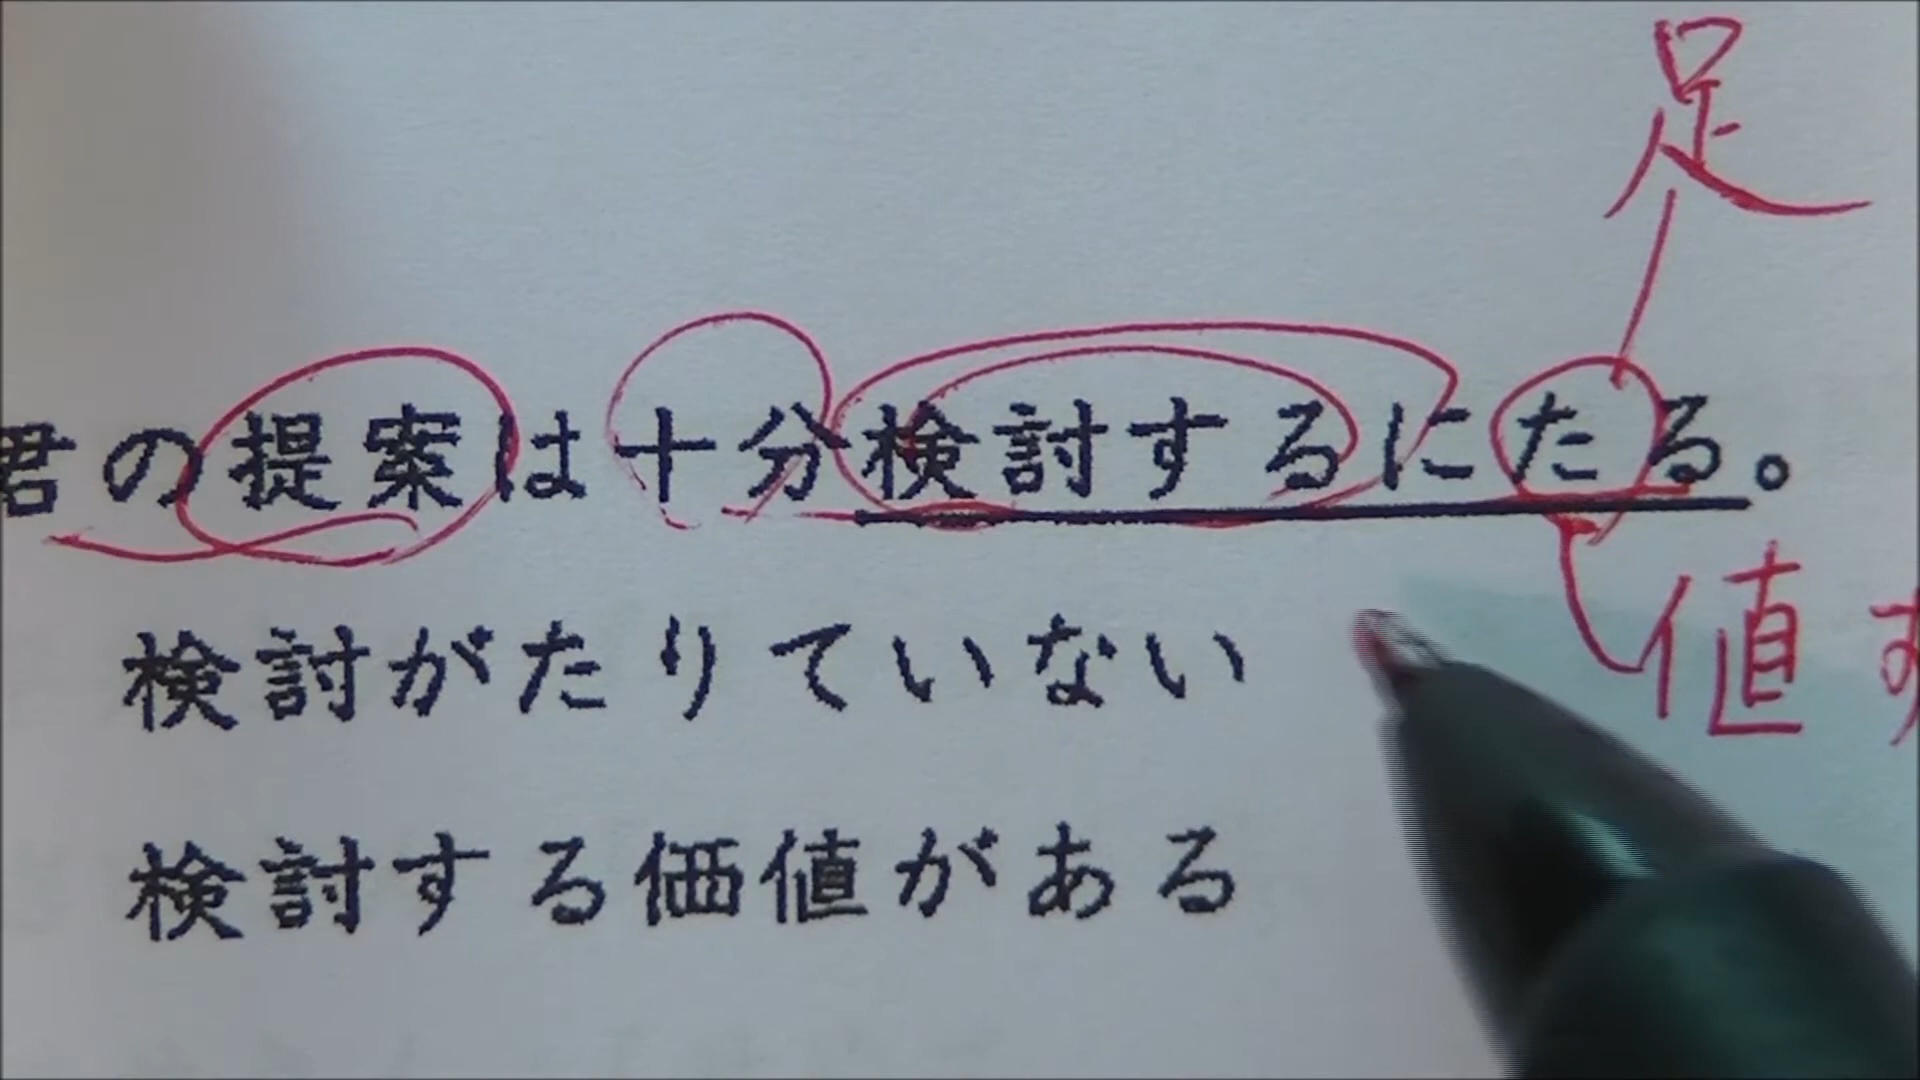 足
君の提案は十分検討するにたる。
値す
検討がたりていない
検討する価値がある